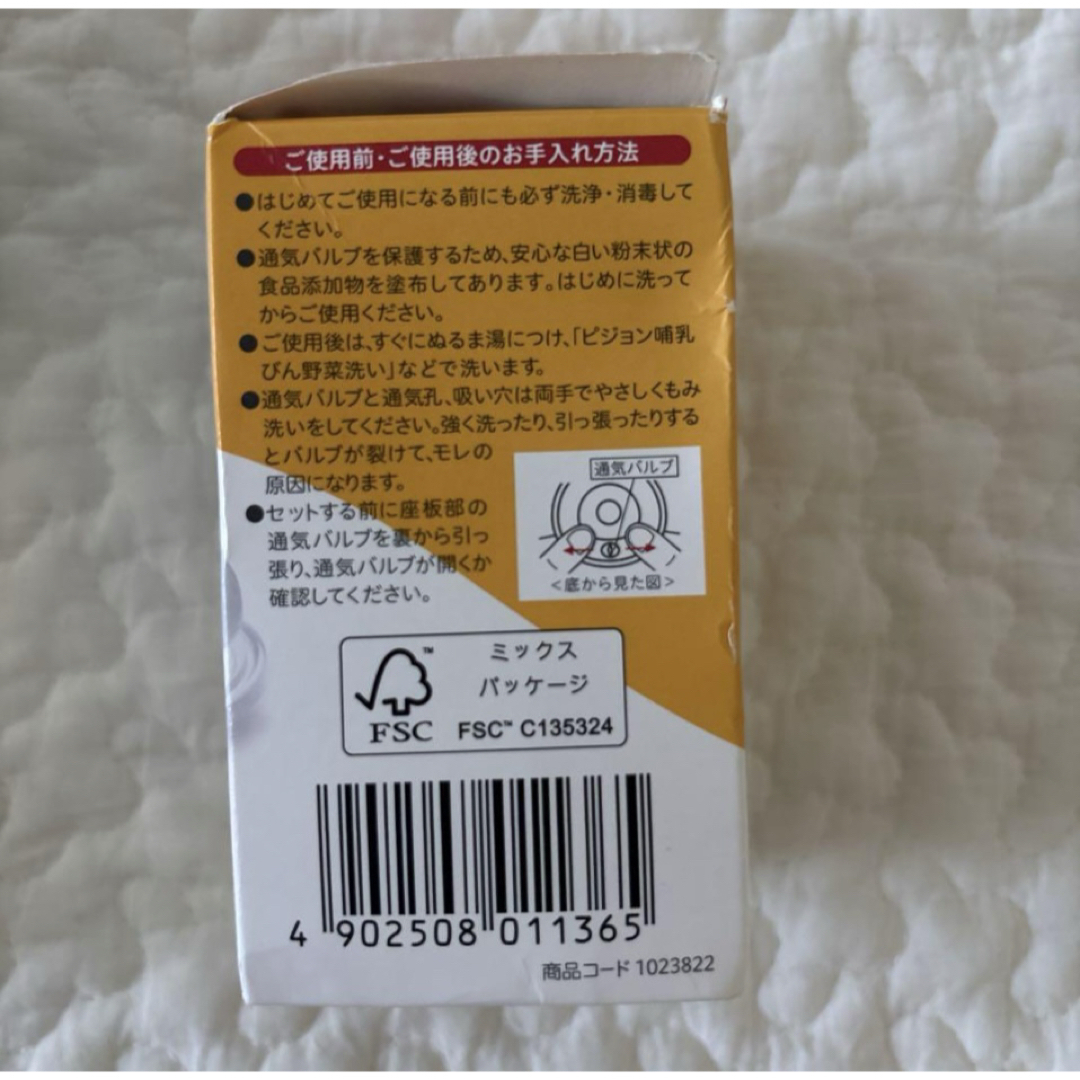 ご使用前・ご使用後のお手入れ方法
●はじめてご使用になる前にも必ず洗浄・消毒して
ください。
●通気バルブを保護するため、安心な白い粉末状の
食品添加物を塗布してあります。はじめに洗って
からご使用ください。
●ご使用後は、すぐにぬるま湯につけ、「ピジョン哺乳
びん野菜洗い」などで洗います。
●通気バルブと通気孔、吸い穴は両手でやさしくもみ
洗いをしてください。強く洗ったり、引っ張ったりする
とバルブが裂けて、モレの
原因になります。
●セットする前に座板部の
通気バルブを裏から引っ
張り、通気バルブが開くか
確認してください。
通気バルブ
<底から見た図>
ミックス
パッケージ
FSC™ C135324
FSC
™
4 902508 011365
商品コード 1023822